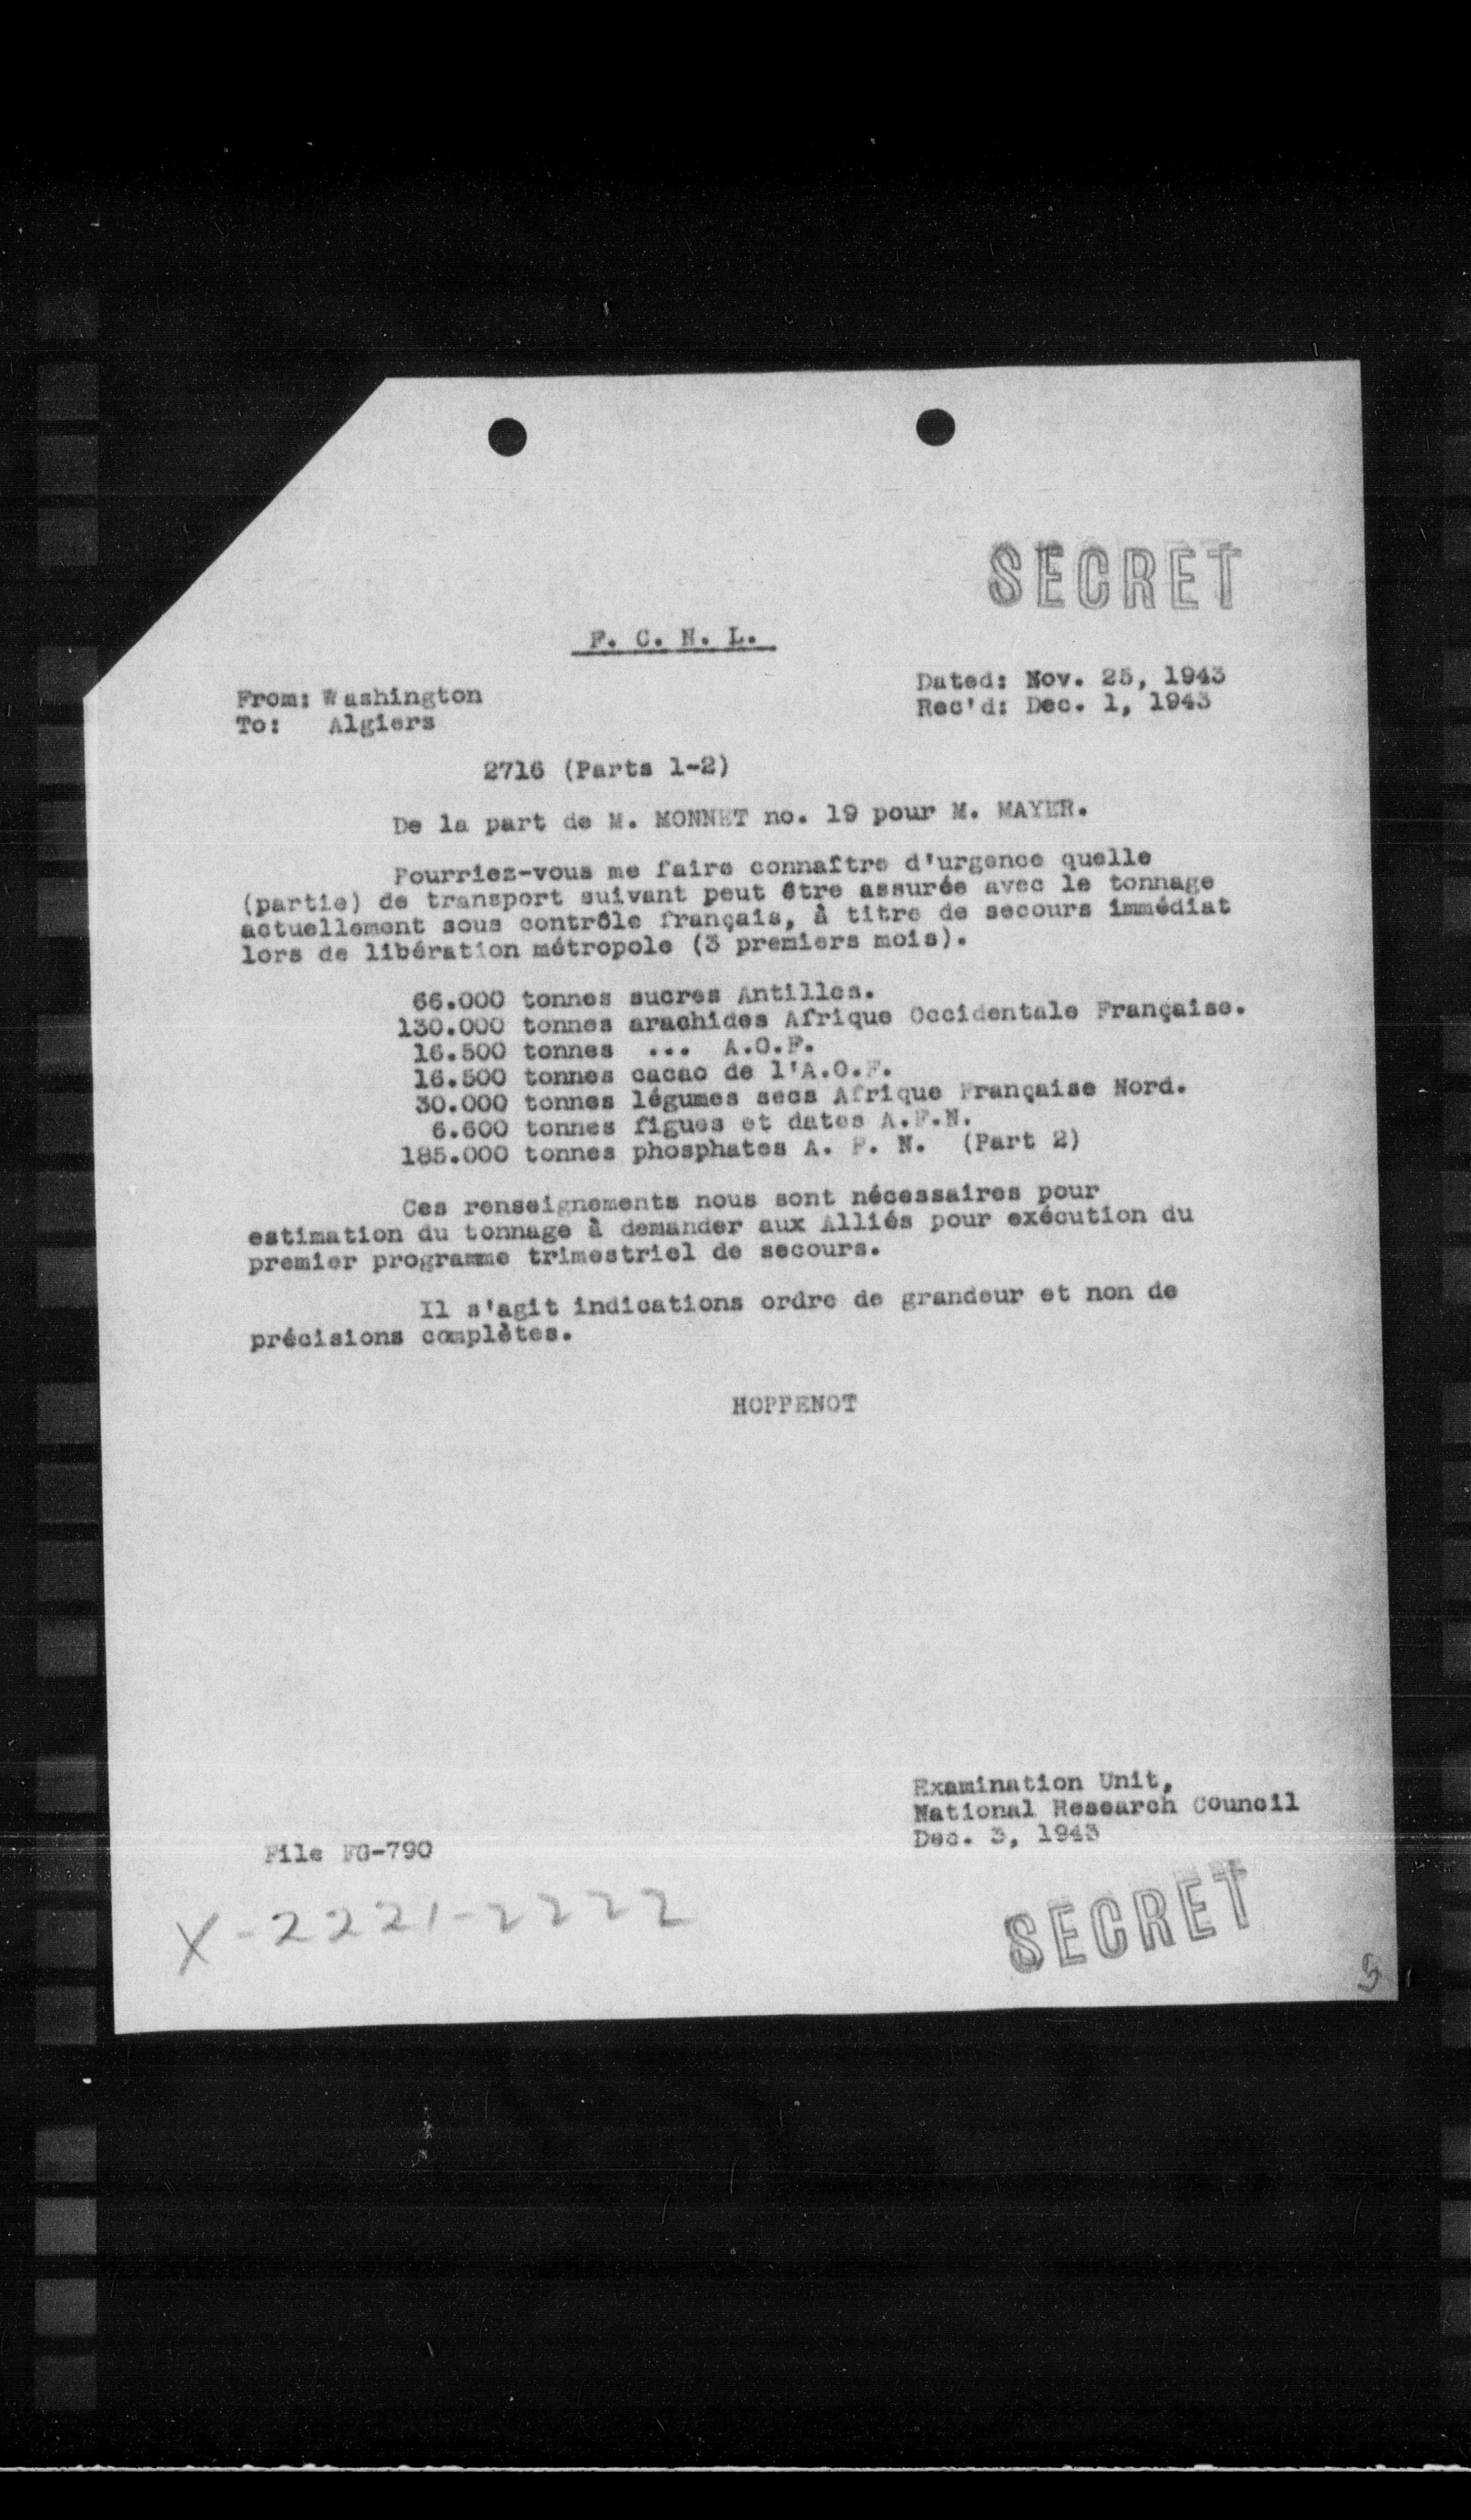 SECRET
F. C. N. L.
From: Washington
To: Algiers
Dated: Nov. 25, 1943
Rec'd: Dec. 1, 1943
2716 (Parts 1-2)
De la part de M. MONNET no. 19 pour M. MAYER.
Pourriez-vous me faire connaître d'urgence quelle
(partie) de transport suivant peut être assurée avec le tonnage
actuellement sous contrôle français, à titre de secours immédiat
lors de libération métropole (3 premiers mois).
66.000 tonnes sucres Antilles.
130.000 tonnes arachides Afrique Occidentale Française.
16.500 tonnes ... A.O.F.
16.500 tonnes cacao de l'A.O.F.
30.000 tonnes légumes secs Afrique Française Nord.
6.600 tonnes figues et dates A.F.N.
185.000 tonnes phosphates A. F. N. (Part 2)
Ces renseignements nous sont nécessaires pour
estimation du tonnage à demander aux Alliés pour exécution du
premier programme trimestriel de secours.
Il s'agit indications ordre de grandeur et non de
précisions complètes.
HOPPENOT
Examination Unit,
National Research Council
Dec. 3, 1943
File FG-790
X-2221-2222
SECRET